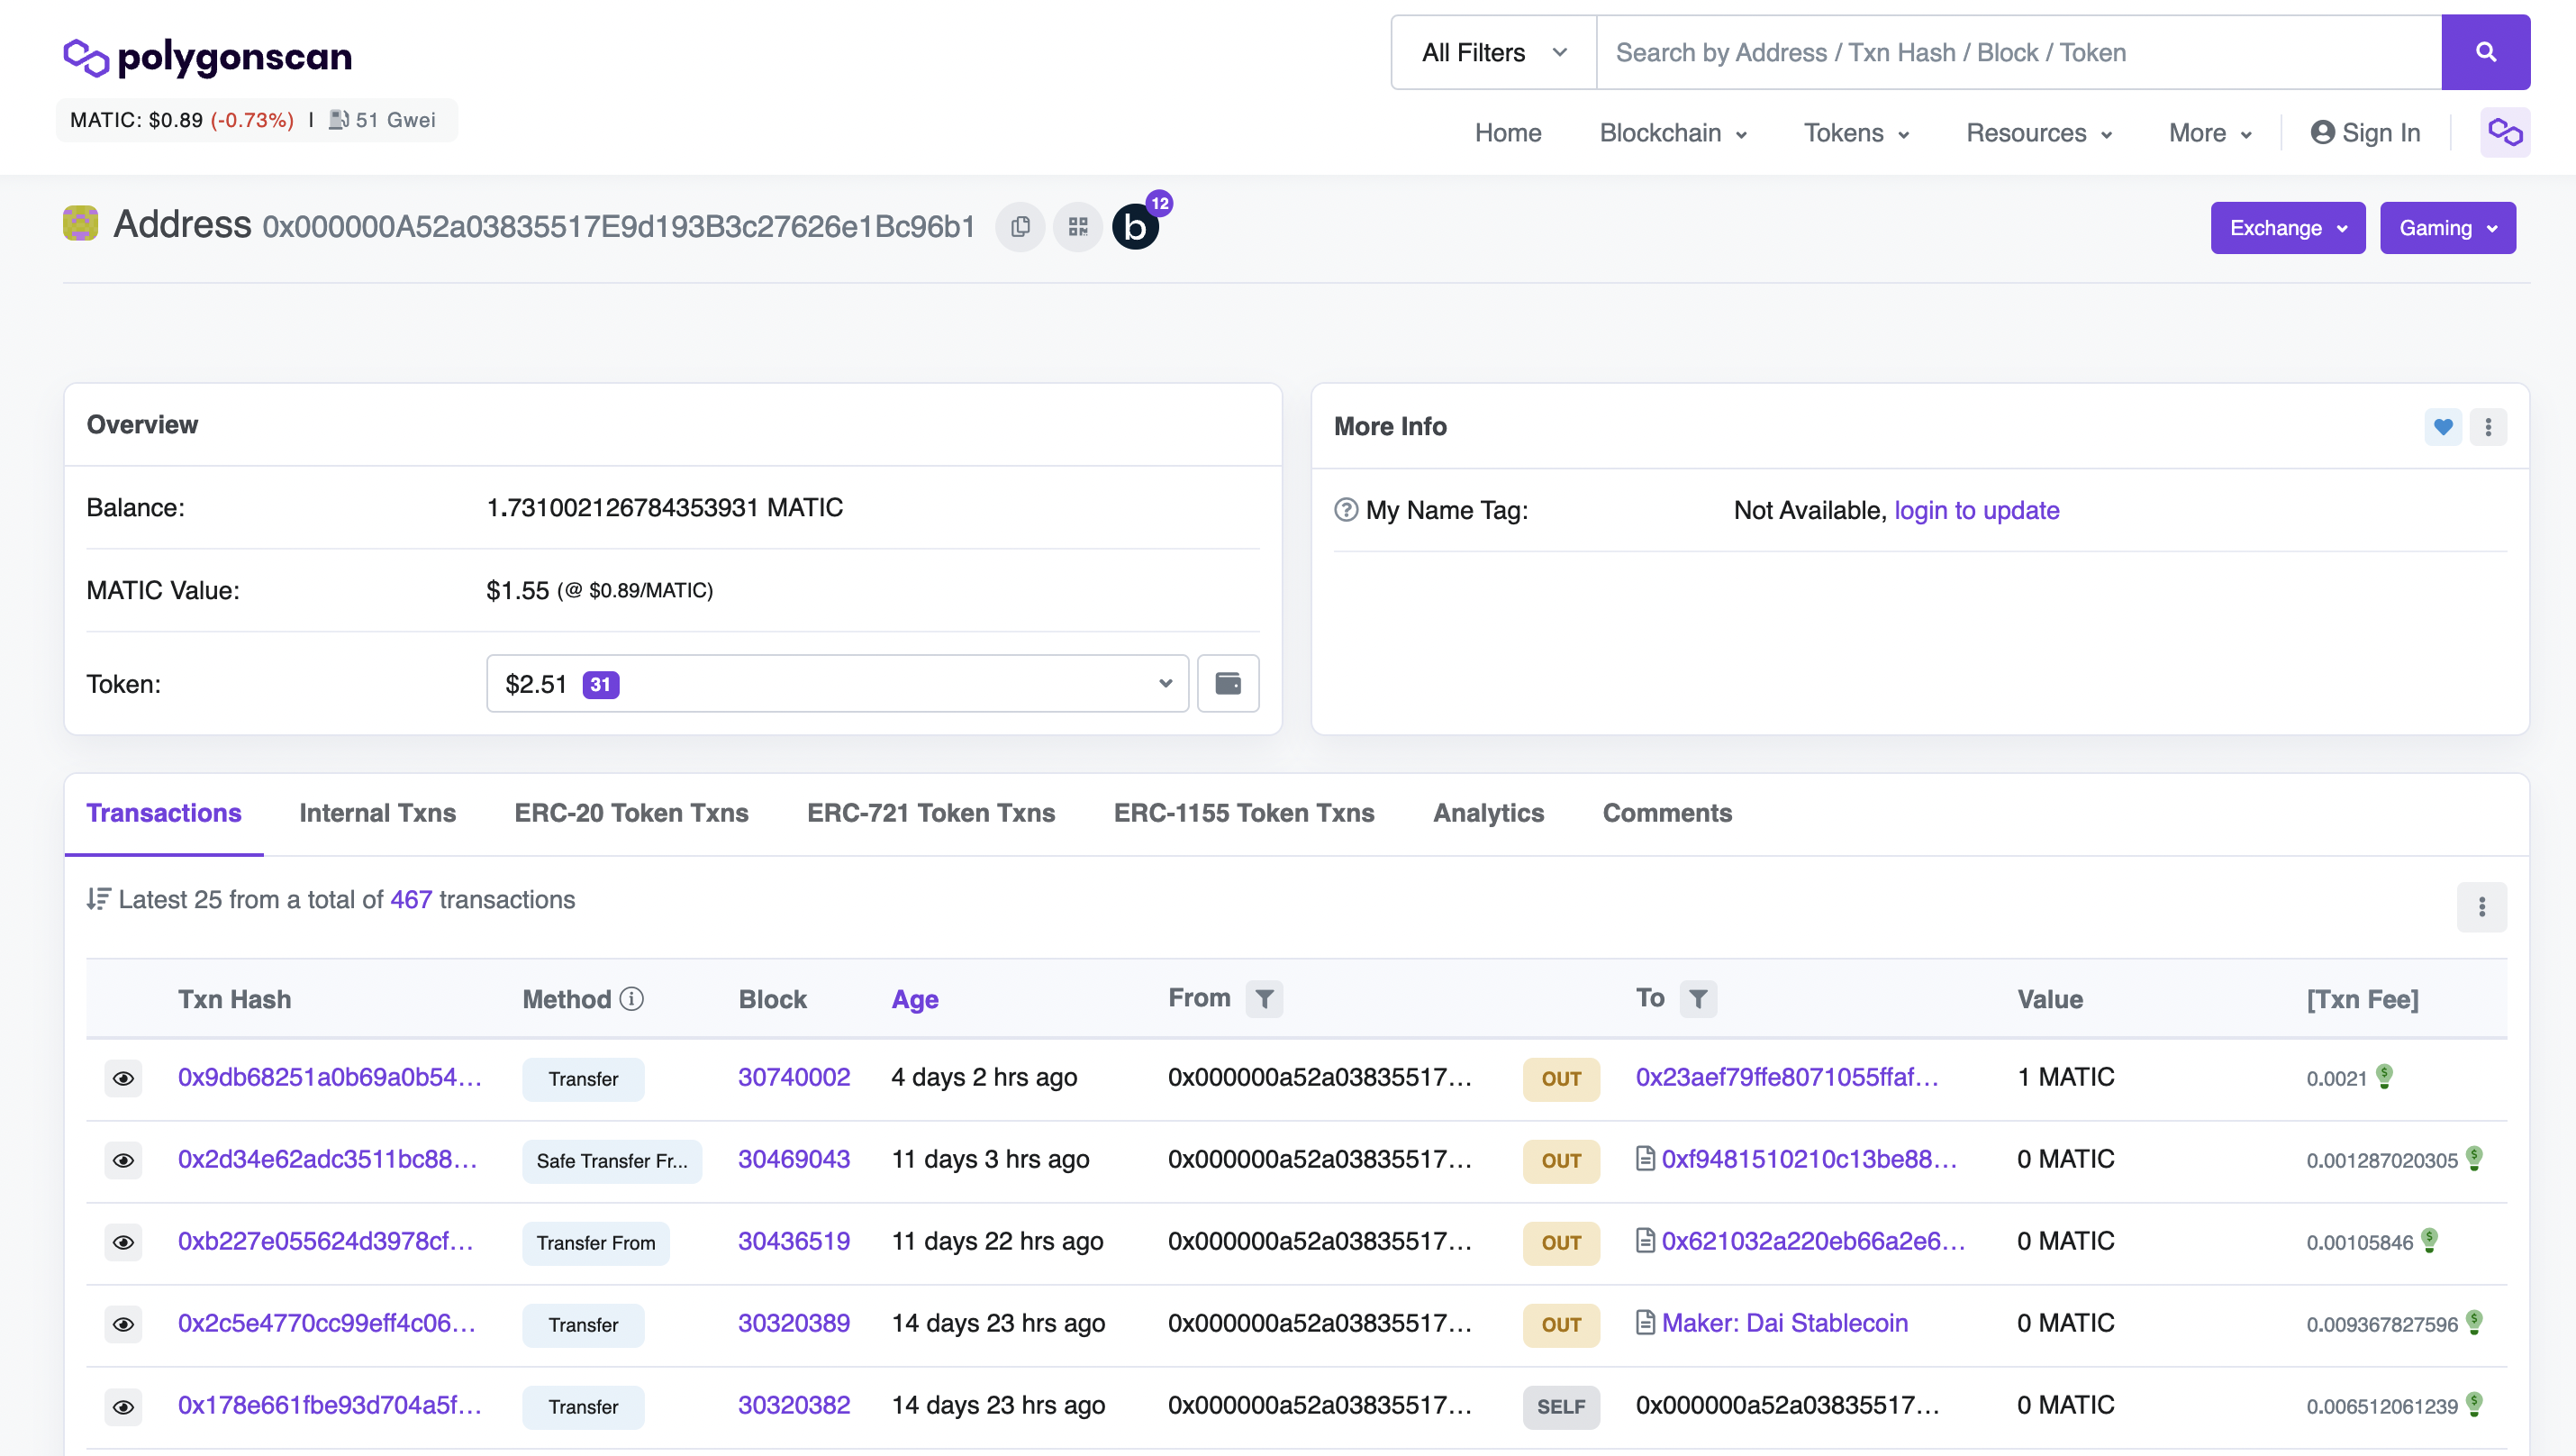 polygonscan
All Filters
Search by Address / Txn Hash / Block / Token
MATIC: $0.89 (-0.73%) | 51 Gwei
Home Blockchain Tokens Resources More Sign In
Address 0x000000A52a03835517E9d193B3c27626e1Bc96b1
b 12
Exchange
Gaming
Overview
Balance: 1.731002126784353931 MATIC
MATIC Value: $1.55 (@ $0.89/MATIC)
Token: $2.51 31
More Info
My Name Tag: Not Available, login to update
Transactions Internal Txns ERC-20 Token Txns ERC-721 Token Txns ERC-1155 Token Txns Analytics Comments
Latest 25 from a total of 467 transactions
Txn Hash Method Block Age From To Value [Txn Fee]
0x9db68251a0b69a0b54... Transfer 30740002 4 days 2 hrs ago 0x000000a52a03835517... OUT 0x23aef79ffe8071055ffaf... 1 MATIC 0.0021
0x2d34e62adc3511bc88... Safe Transfer Fr... 30469043 11 days 3 hrs ago 0x000000a52a03835517... OUT 0xf9481510210c13be88... 0 MATIC 0.001287020305
0xb227e055624d3978cf... Transfer From 30436519 11 days 22 hrs ago 0x000000a52a03835517... OUT 0x621032a220eb66a2e6... 0 MATIC 0.00105846
0x2c5e4770cc99eff4c06... Transfer 30320389 14 days 23 hrs ago 0x000000a52a03835517... OUT Maker: Dai Stablecoin 0 MATIC 0.009367827596
0x178e661fbe93d704a5f... Transfer 30320382 14 days 23 hrs ago 0x000000a52a03835517... SELF 0x000000a52a03835517... 0 MATIC 0.006512061239